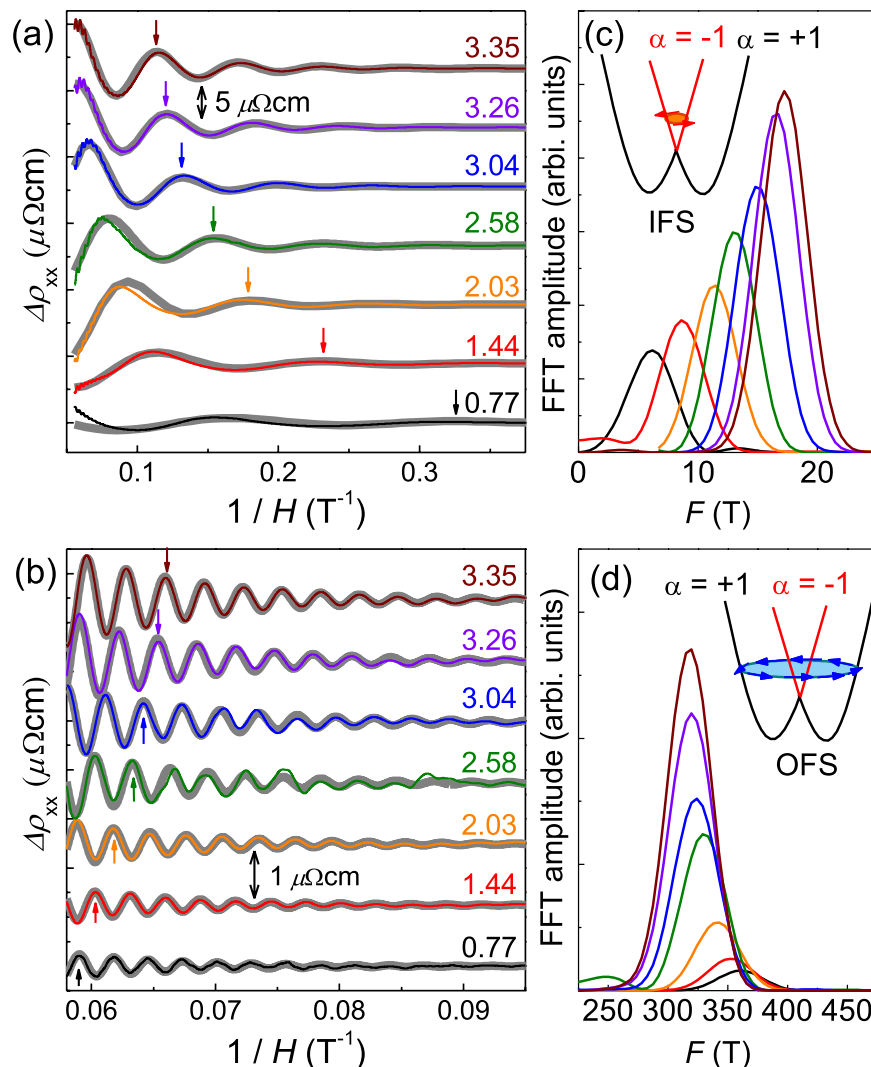 (a)
3.35
5 μΩcm
3.26
3.04
2.58
2.03
1.44
0.77
Δρxx (μΩcm)
0.1 0.2 0.3
1 / H (T⁻¹)
(c)
α = -1 α = +1
IFS
FFT amplitude (arbi. units)
0 10 20
F (T)
(b)
3.35
3.26
3.04
2.58
2.03
1 μΩcm
1.44
0.77
Δρxx (μΩcm)
0.06 0.07 0.08 0.09
1 / H (T⁻¹)
(d)
α = +1 α = -1
OFS
FFT amplitude (arbi. units)
250 300 350 400 450
F (T)